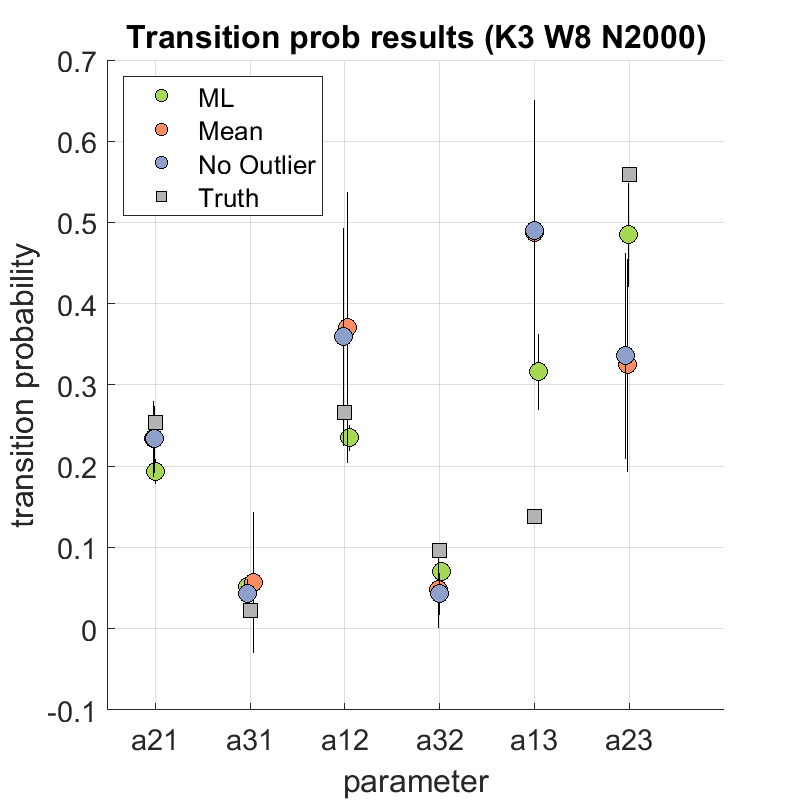 Transition prob results (K3 W8 N2000)
ML
Mean
No Outlier
Truth
0.7
0.6
0.5
0.4
0.3
0.2
0.1
0
-0.1
transition probability
a21 a31 a12 a32 a13 a23
parameter